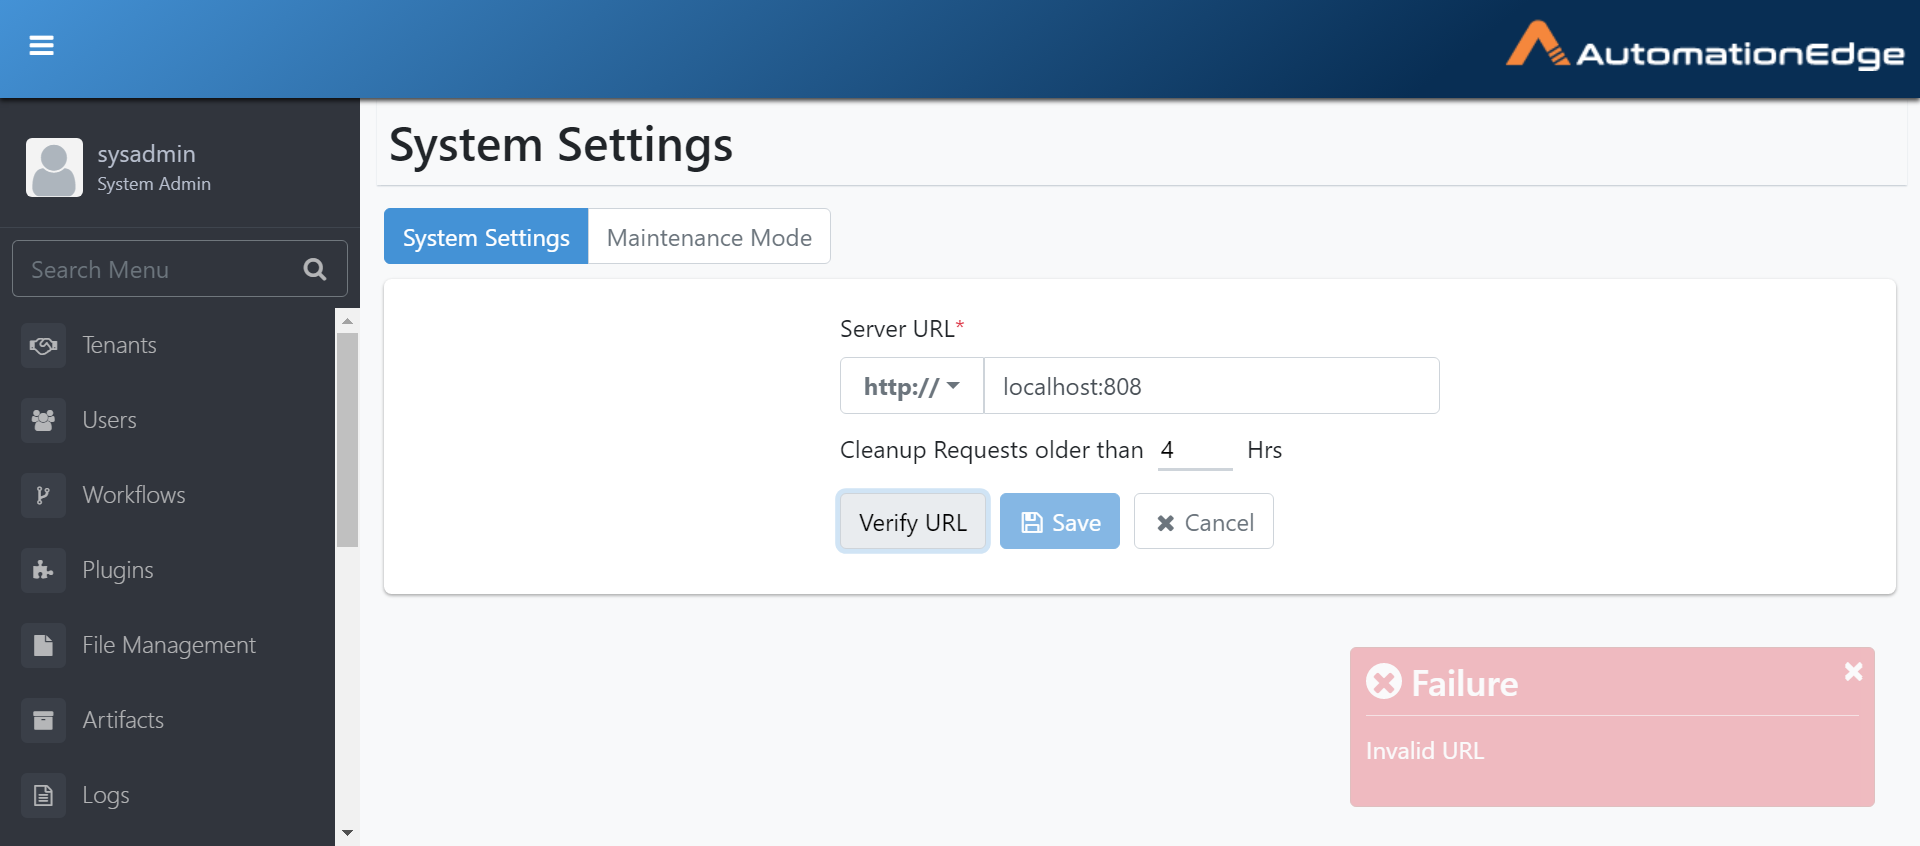 AutomationEdge
sysadmin
System Admin
Search Menu
Tenants
Users
Workflows
Plugins
File Management
Artifacts
Logs
System Settings
System Settings
Maintenance Mode
Server URL*
http://
localhost:808
Cleanup Requests older than 4 Hrs
Verify URL
Save
Cancel
Failure
Invalid URL